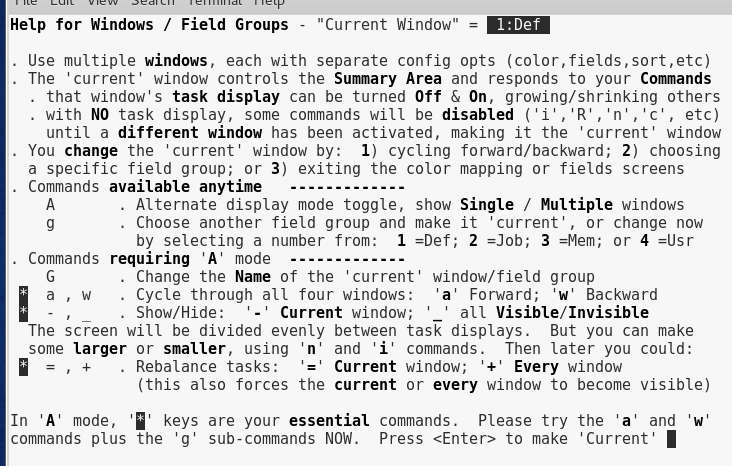 File Edit View Search Terminal Help
Help for Windows / Field Groups - "Current Window" = 1:Def
. Use multiple windows, each with separate config opts (color,fields,sort,etc)
. The 'current' window controls the Summary Area and responds to your Commands
. that window's task display can be turned Off & On, growing/shrinking others
. with NO task display, some commands will be disabled ('i','R','n','c', etc)
until a different window has been activated, making it the 'current' window
. You change the 'current' window by: 1) cycling forward/backward; 2) choosing
a specific field group; or 3) exiting the color mapping or fields screens
. Commands available anytime -------------
A . Alternate display mode toggle, show Single / Multiple windows
g . Choose another field group and make it 'current', or change now
by selecting a number from: 1 =Def; 2 =Job; 3 =Mem; or 4 =Usr
. Commands requiring 'A' mode -------------
G . Change the Name of the 'current' window/field group
* a , w . Cycle through all four windows: 'a' Forward; 'w' Backward
* - , _ . Show/Hide: '-' Current window; '_' all Visible/Invisible
The screen will be divided evenly between task displays. But you can make
some larger or smaller, using 'n' and 'i' commands. Then later you could:
* = , + . Rebalance tasks: '=' Current window; '+' Every window
(this also forces the current or every window to become visible)
In 'A' mode, '*' keys are your essential commands. Please try the 'a' and 'w'
commands plus the 'g' sub-commands NOW. Press <Enter> to make 'Current'